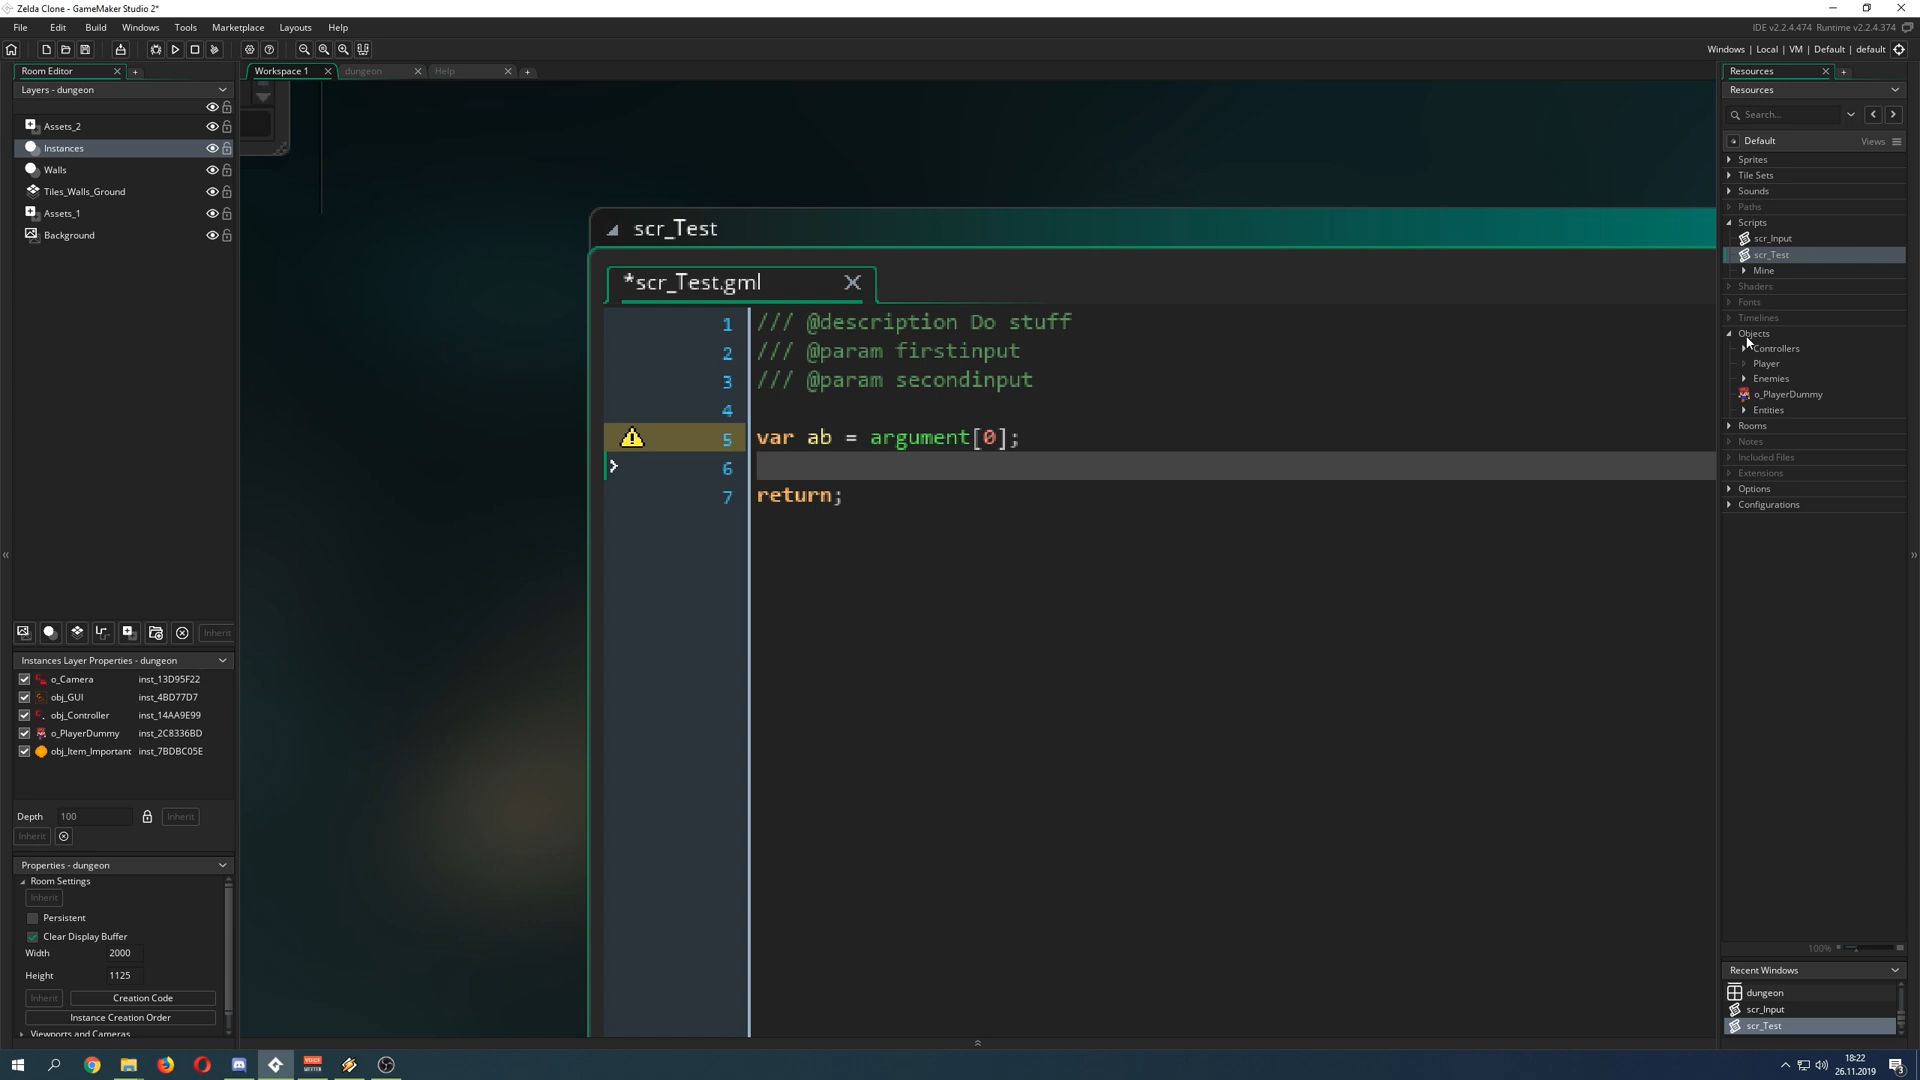 Zelda Clone - GameMaker Studio 2*
File Edit Build Windows Tools Marketplace Layouts Help
IDE v2.2.4.474 Runtime v2.2.4.374
Windows | Local | VM | Default | default
Room Editor
Workspace 1
dungeon
Help
Resources
Layers - dungeon
Resources
Search...
Assets_2
Default
Views
Instances
Sprites
Walls
Tile Sets
Tiles_Walls_Ground
Sounds
Assets_1
Paths
Background
Scripts
scr_Input
scr_Test
Mine
Shaders
Fonts
Timelines
Objects
Controllers
Player
Enemies
o_PlayerDummy
Entities
Rooms
Notes
Included Files
Extensions
Options
Configurations
scr_Test
*scr_Test.gml
1 /// @description Do stuff
2 /// @param firstinput
3 /// @param secondinput
4
5 var ab = argument[0];
6
7 return;
Inherit
Instances Layer Properties - dungeon
o_Camera inst_13D95F22
obj_GUI inst_4BD77D7
obj_Controller inst_14AA9E99
o_PlayerDummy inst_2C8336BD
obj_Item_Important inst_7BDBC05E
Depth 100 Inherit
Inherit
Properties - dungeon
Room Settings
Inherit
Persistent
Clear Display Buffer
Width 2000
Height 1125
Inherit Creation Code
Instance Creation Order
Viewports and Cameras
100%
Recent Windows
dungeon
scr_Input
scr_Test
18:22
26.11.2019
3